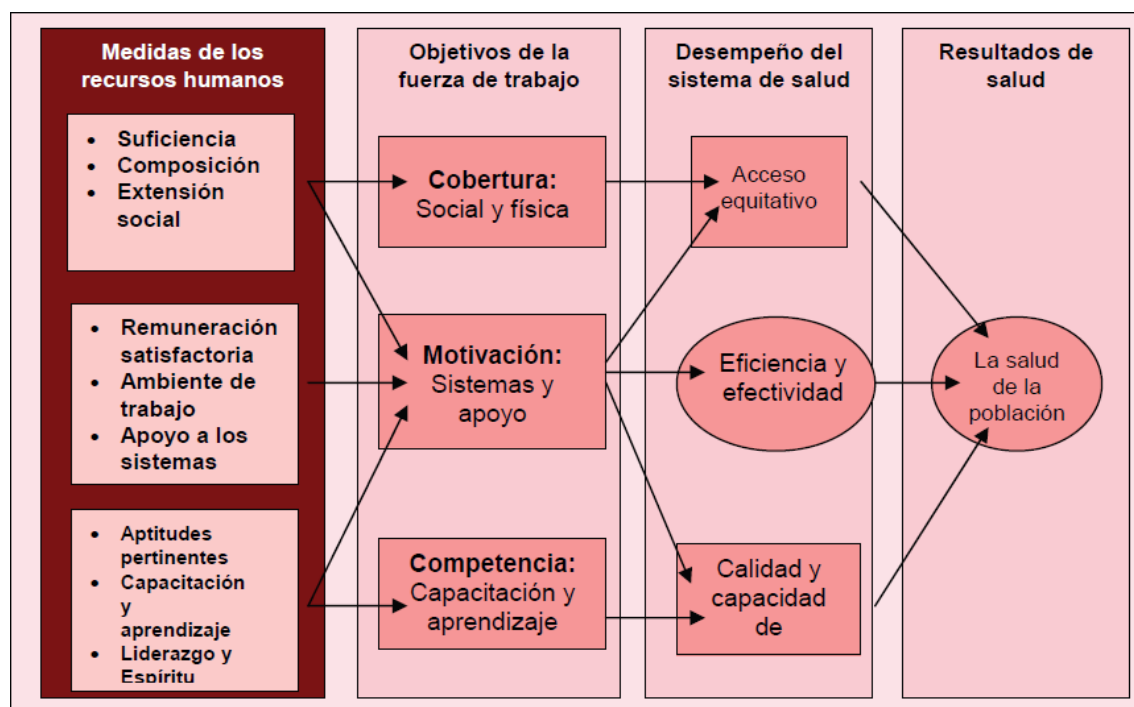 Medidas de los
recursos humanos
• Suficiencia
• Composición
• Extensión
social
• Remuneración
satisfactoria
• Ambiente de
trabajo
• Apoyo a los
sistemas
• Aptitudes
pertinentes
• Capacitación
y
aprendizaje
• Liderazgo y
Espíritu
Objetivos de la
fuerza de trabajo
Cobertura:
Social y física
Motivación:
Sistemas y
apoyo
Competencia:
Capacitación y
aprendizaje
Desempeño del
sistema de salud
Acceso
equitativo
Eficiencia y
efectividad
Calidad y
capacidad
de
Resultados de
salud
La salud
de la
población